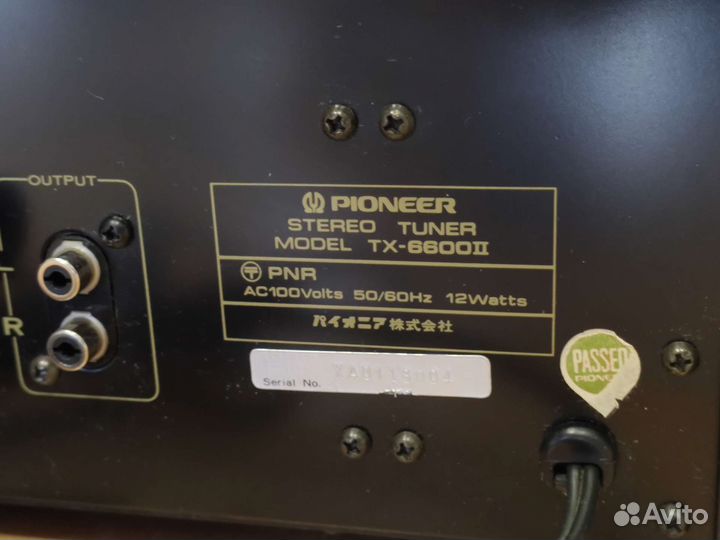 OUTPUT
R
PIONEER
STEREO TUNER
MODEL TX-6600II
〒 PNR
AC100Volts 50/60Hz 12Watts
パイオニア株式会社
Serial No.
PASSED
PIONEER
Avito